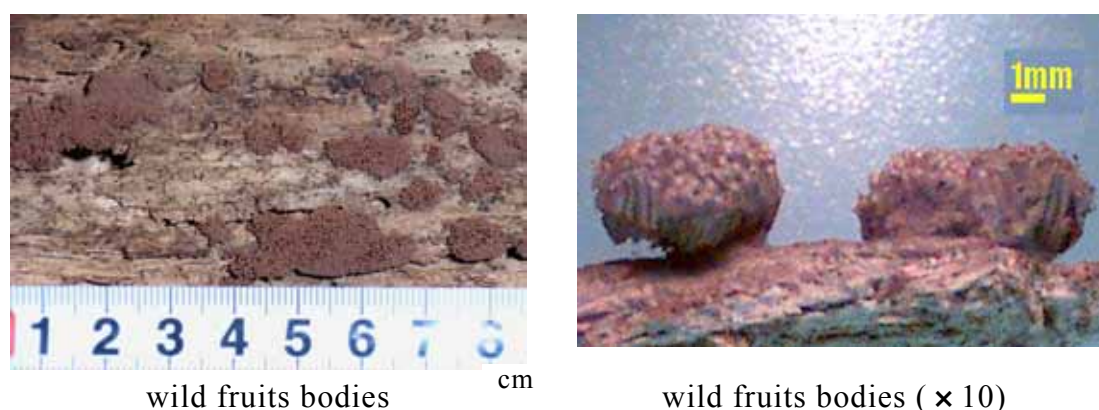 1mm
1 2 3 4 5 6 7 8
cm
wild fruits bodies
wild fruits bodies ( × 10)